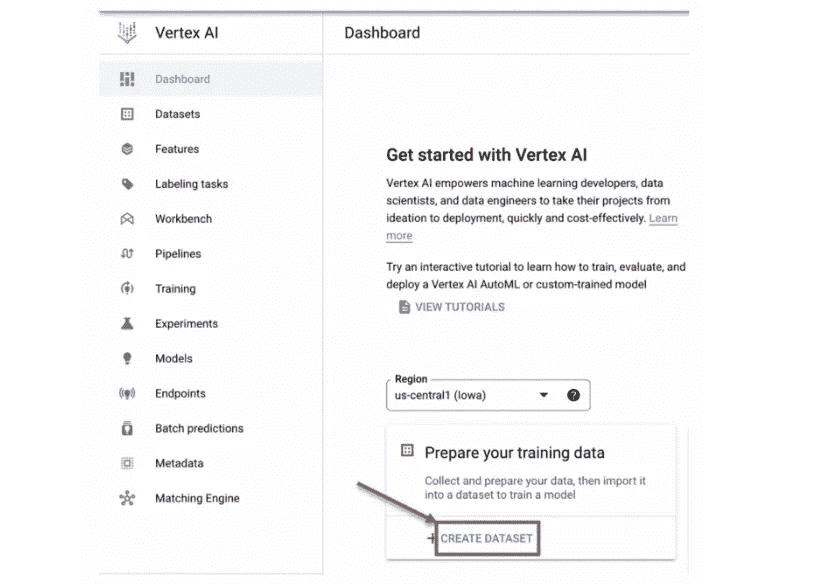 Vertex AI
Dashboard
Dashboard
Datasets
Features
Labeling tasks
Workbench
Pipelines
Training
Experiments
Models
Endpoints
Batch predictions
Metadata
Matching Engine
Get started with Vertex AI
Vertex AI empowers machine learning developers, data
scientists, and data engineers to take their projects from
ideation to deployment, quickly and cost-effectively. Learn
more
Try an interactive tutorial to learn how to train, evaluate, and
deploy a Vertex AI AutoML or custom-trained model
VIEW TUTORIALS
Region
us-central1 (Iowa) ?
Prepare your training data
Collect and prepare your data, then import it
into a dataset to train a model
+ CREATE DATASET